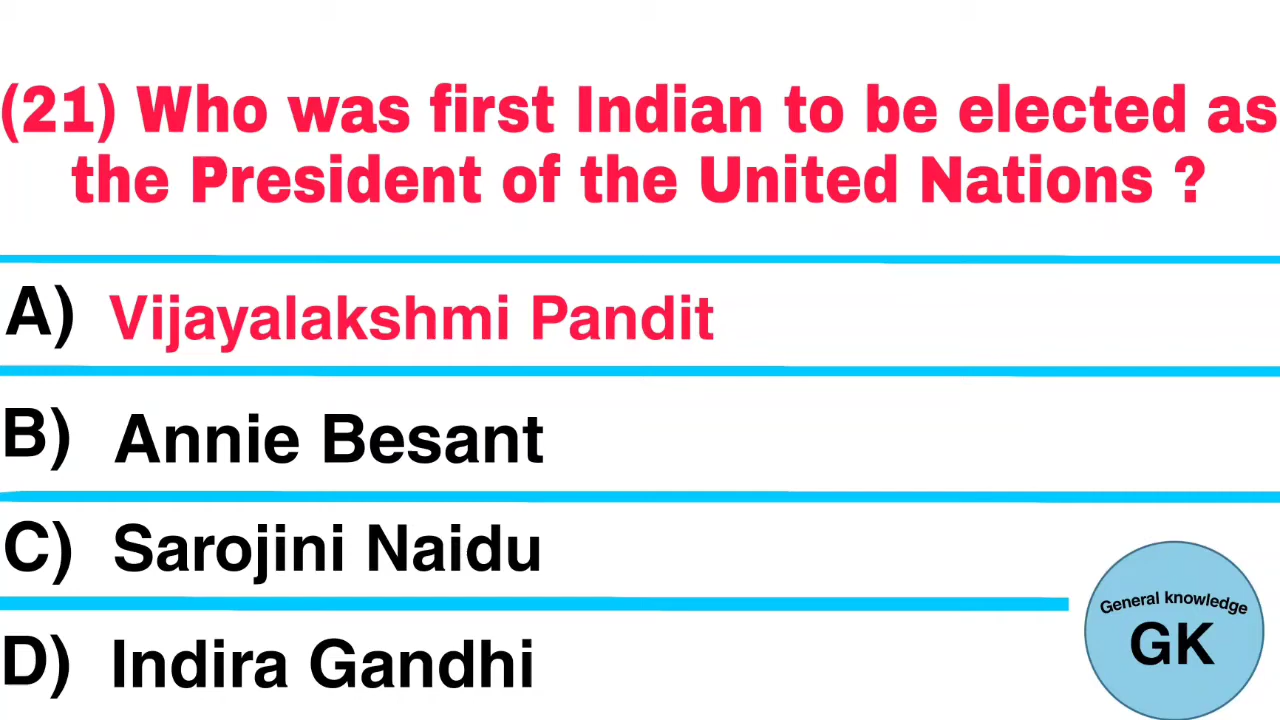 (21) Who was first Indian to be elected as
the President of the United Nations ?
A) Vijayalakshmi Pandit
B) Annie Besant
C) Sarojini Naidu
D) Indira Gandhi
General knowledge
GK